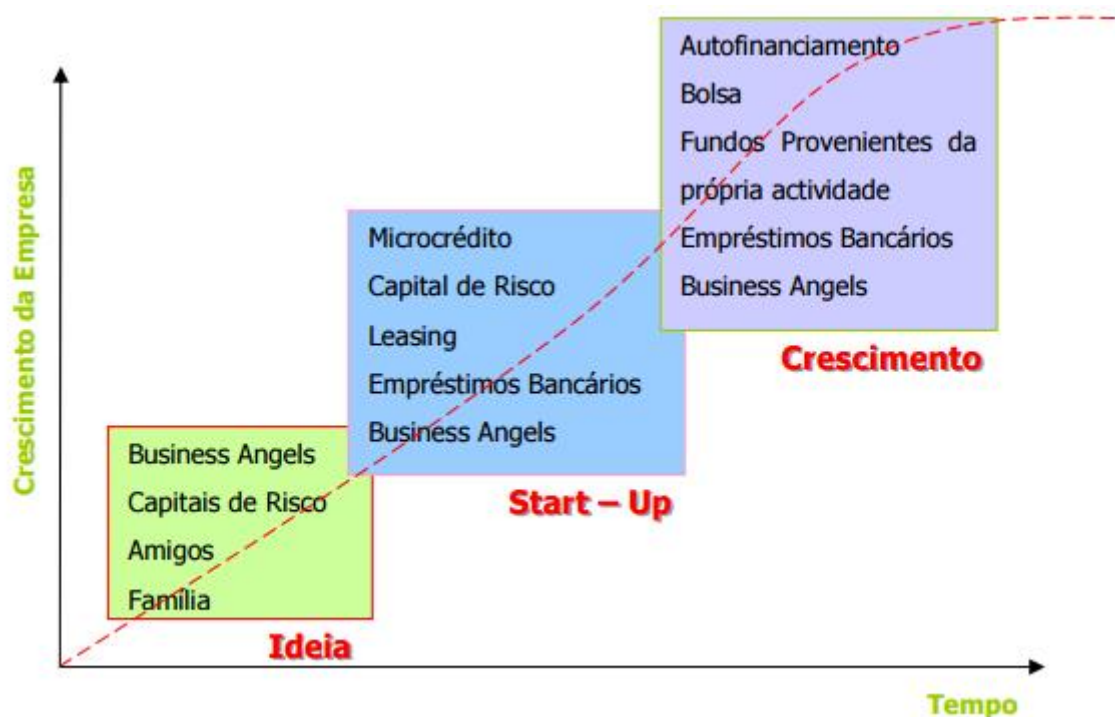 Crescimento da Empresa
Autofinanciamento
Bolsa
Fundos Provenientes da
própria actividade
Empréstimos Bancários
Business Angels
Crescimento
Microcrédito
Capital de Risco
Leasing
Empréstimos Bancários
Business Angels
Start – Up
Business Angels
Capitais de Risco
Amigos
Família
Ideia
Tempo